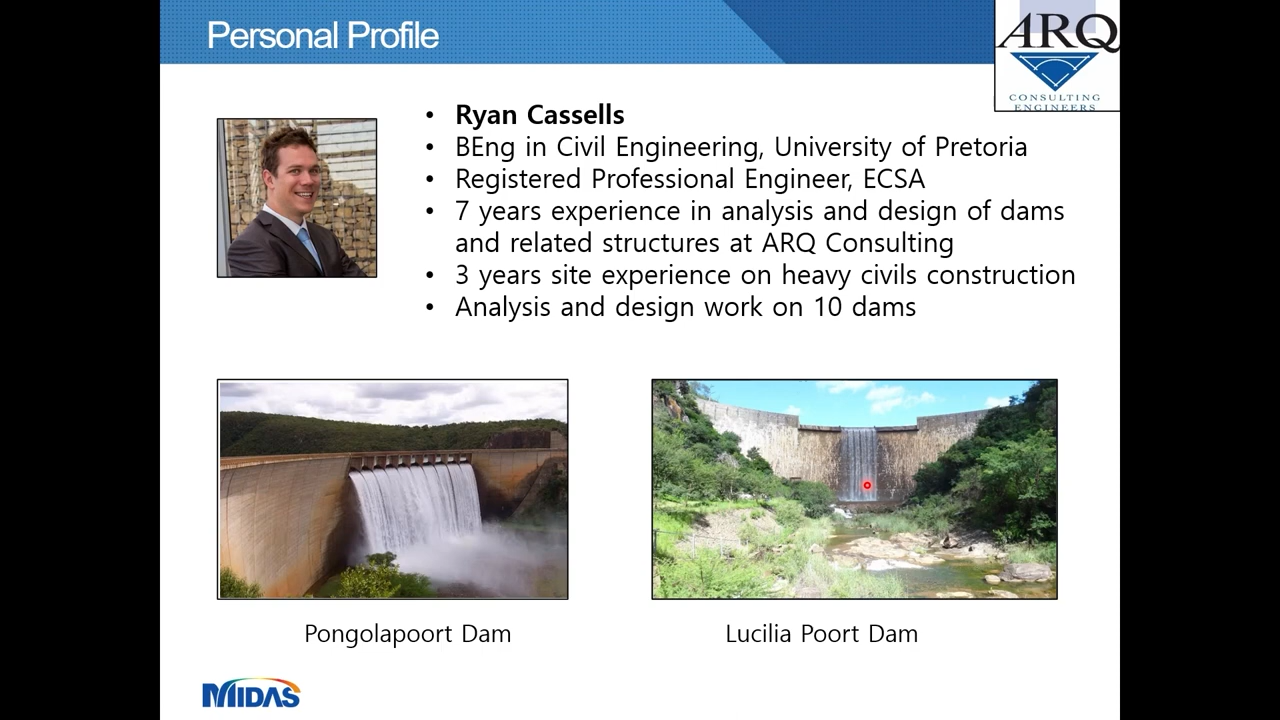 Personal Profile
ARQ
CONSULTING
ENGINEERS
• Ryan Cassells
• BEng in Civil Engineering, University of Pretoria
• Registered Professional Engineer, ECSA
• 7 years experience in analysis and design of dams
and related structures at ARQ Consulting
• 3 years site experience on heavy civils construction
• Analysis and design work on 10 dams
Pongolapoort Dam
Lucilia Poort Dam
MIDAS